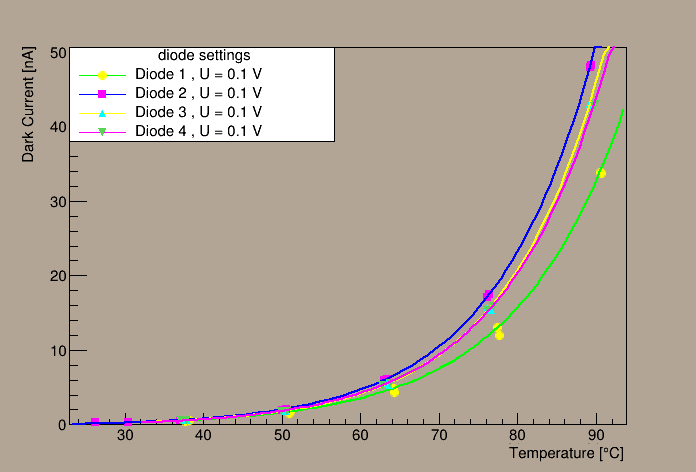 50
diode settings
Diode 1 , U = 0.1 V
Diode 2 , U = 0.1 V
Diode 3 , U = 0.1 V
Diode 4 , U = 0.1 V
Dark Current [nA]
40
30
20
10
0
30 40 50 60 70 80 90
Temperature [°C]